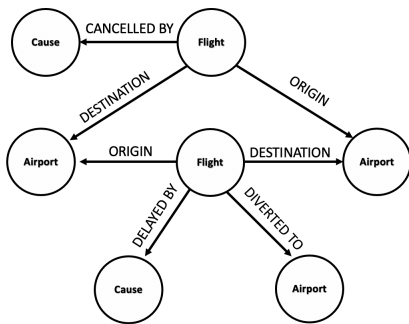 CANCELLED BY
Cause
Flight
DESTINATION
ORIGIN
Airport
ORIGIN
Flight
DESTINATION
Airport
DELAYED BY
DIVERTED TO
Cause
Airport